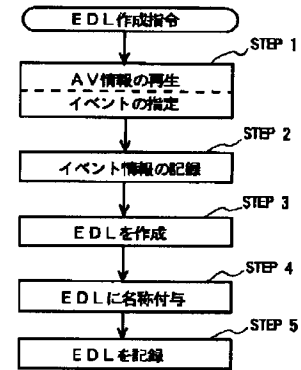 EDL作成指令
STEP 1
AV情報の再生
イベントの指定
STEP 2
イベント情報の記録
STEP 3
EDLを作成
STEP 4
EDLに名称付与
STEP 5
EDLを記録